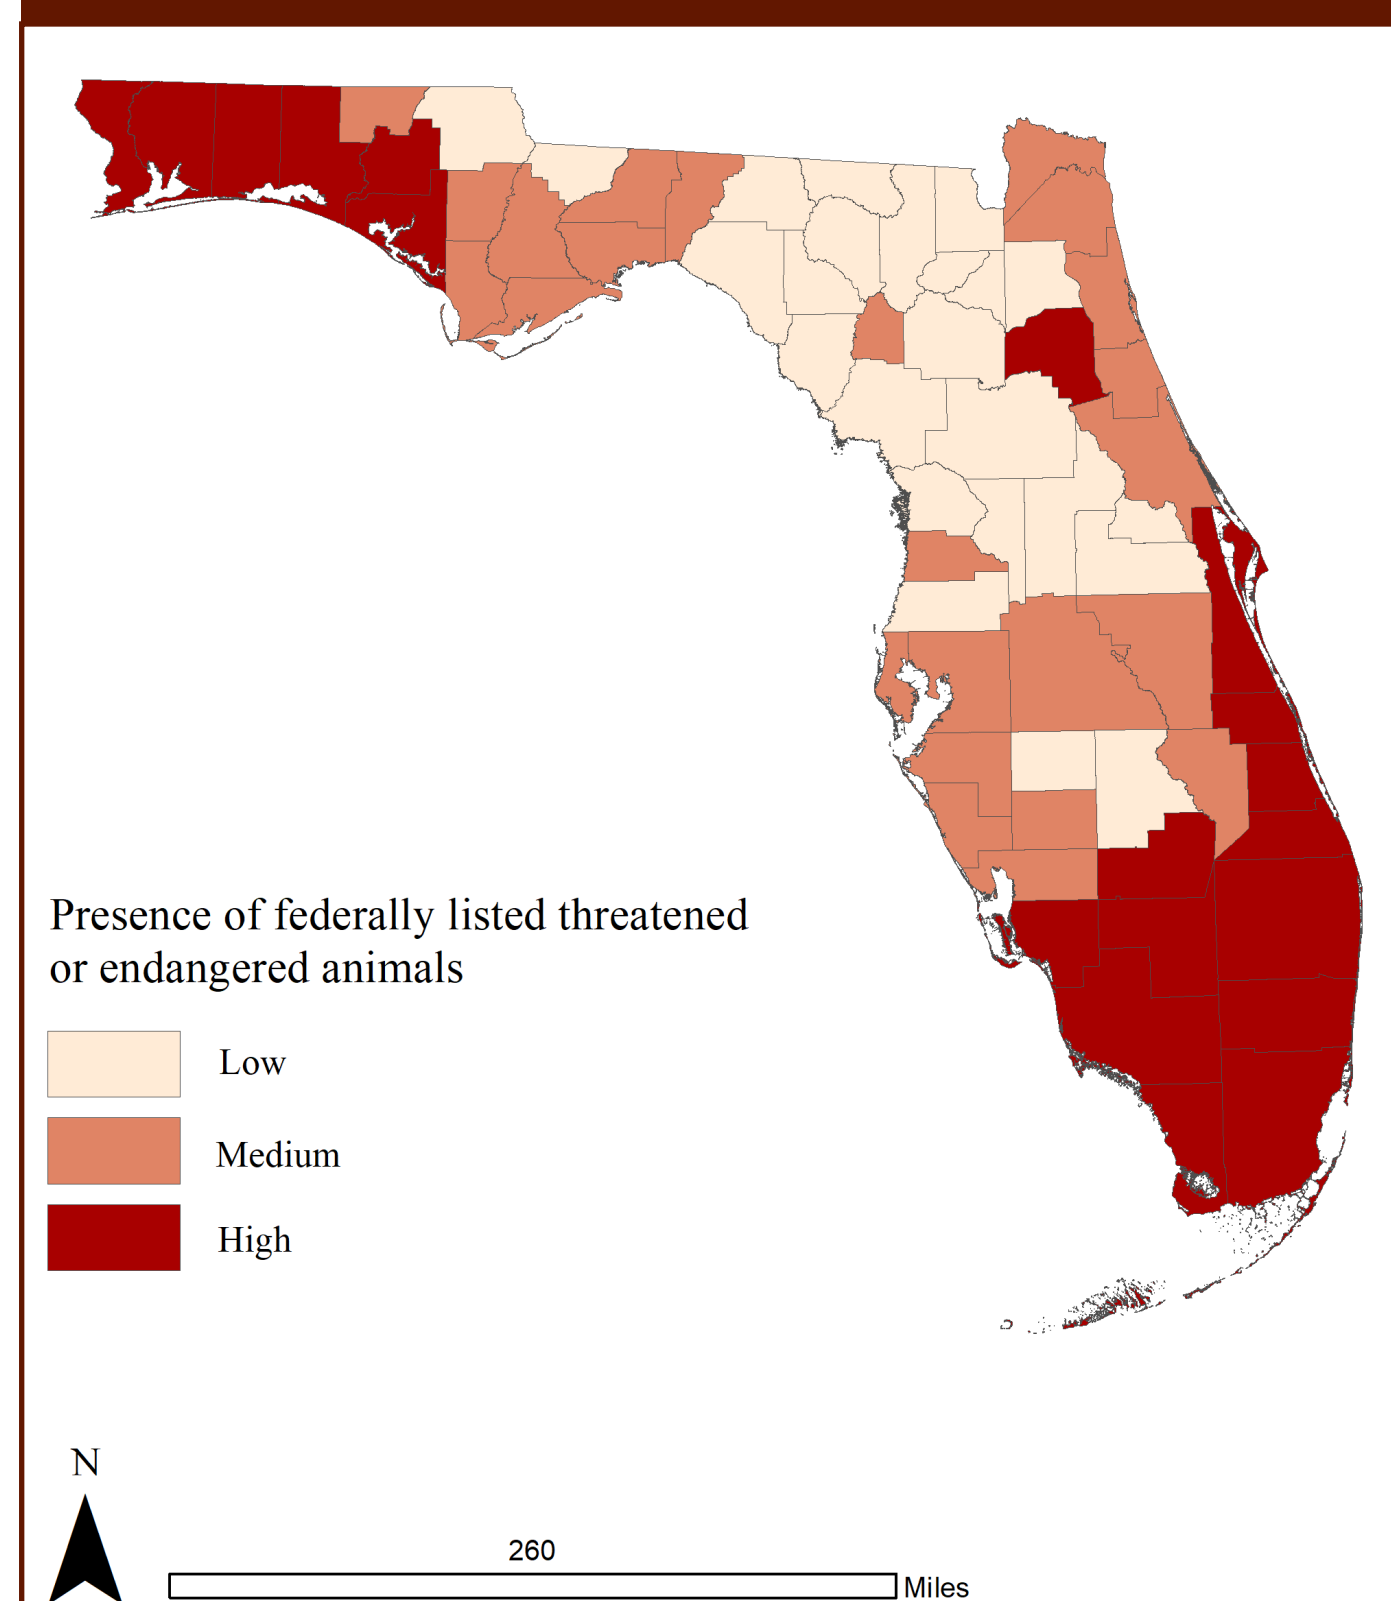 Presence of federally listed threatened
or endangered animals
Low
Medium
High
N
260
Miles